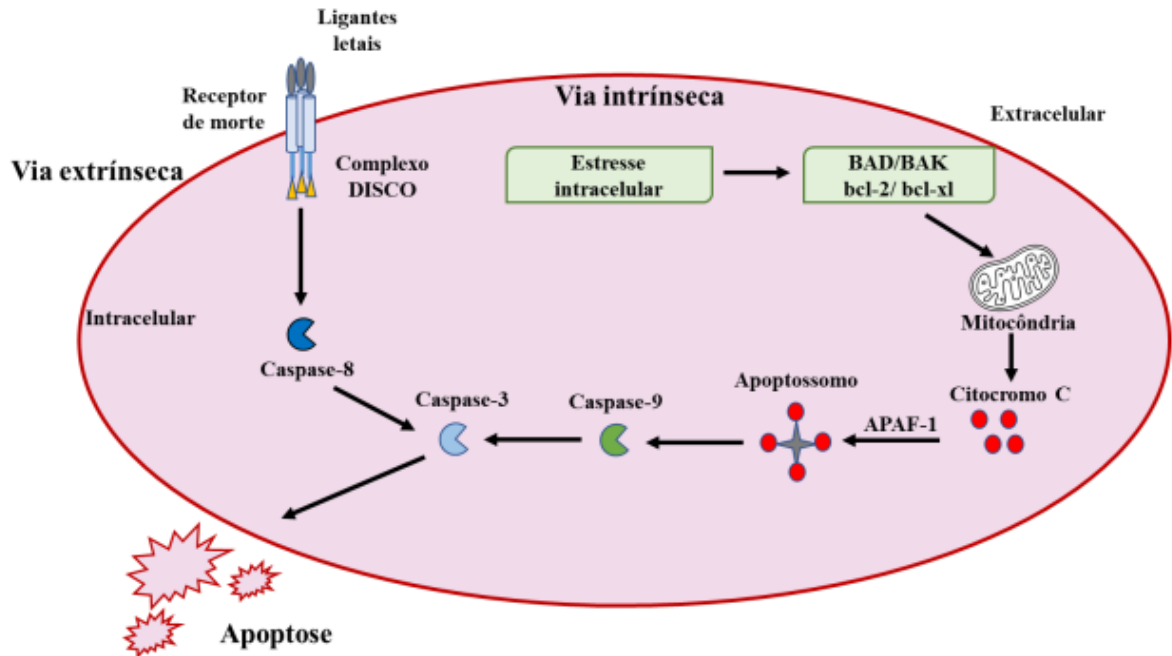 Ligantes
letais
Receptor
de morte
Via intrínseca
Extracelular
Via extrínseca
Complexo
DISCO
Estresse
intracelular
BAD/BAK
bcl-2/ bcl-xl
Intracelular
Mitocôndria
Caspase-8
Caspase-3
Caspase-9
Apoptossomo
APAF-1
Citocromo C
Apoptose